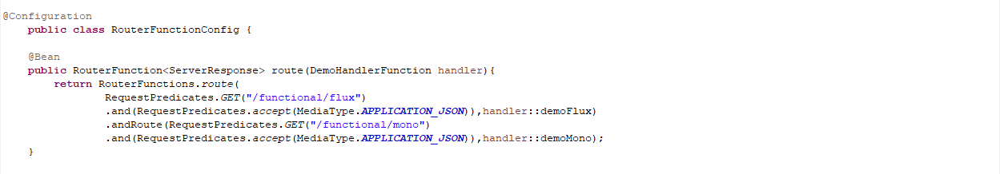 @Configuration
public class RouterFunctionConfig {
@Bean
public RouterFunction<ServerResponse> route(DemoHandlerFunction handler){
return RouterFunctions.route(
RequestPredicates.GET("/functional/flux")
.and(RequestPredicates.accept(MediaType.APPLICATION_JSON)),handler::demoFlux)
.andRoute(RequestPredicates.GET("/functional/mono")
.and(RequestPredicates.accept(MediaType.APPLICATION_JSON)),handler::demoMono);
}